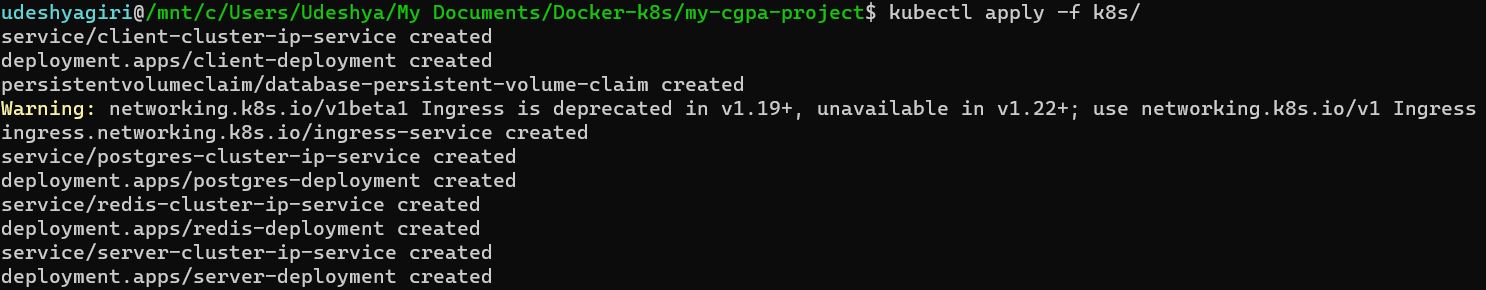 udeshyagiri@/mnt/c/Users/Udeshya/My Documents/Docker-k8s/my-cgpa-project$ kubectl apply -f k8s/
service/client-cluster-ip-service created
deployment.apps/client-deployment created
persistentvolumeclaim/database-persistent-volume-claim created
Warning: networking.k8s.io/v1beta1 Ingress is deprecated in v1.19+, unavailable in v1.22+; use networking.k8s.io/v1 Ingress
ingress.networking.k8s.io/ingress-service created
service/postgres-cluster-ip-service created
deployment.apps/postgres-deployment created
service/redis-cluster-ip-service created
deployment.apps/redis-deployment created
service/server-cluster-ip-service created
deployment.apps/server-deployment created